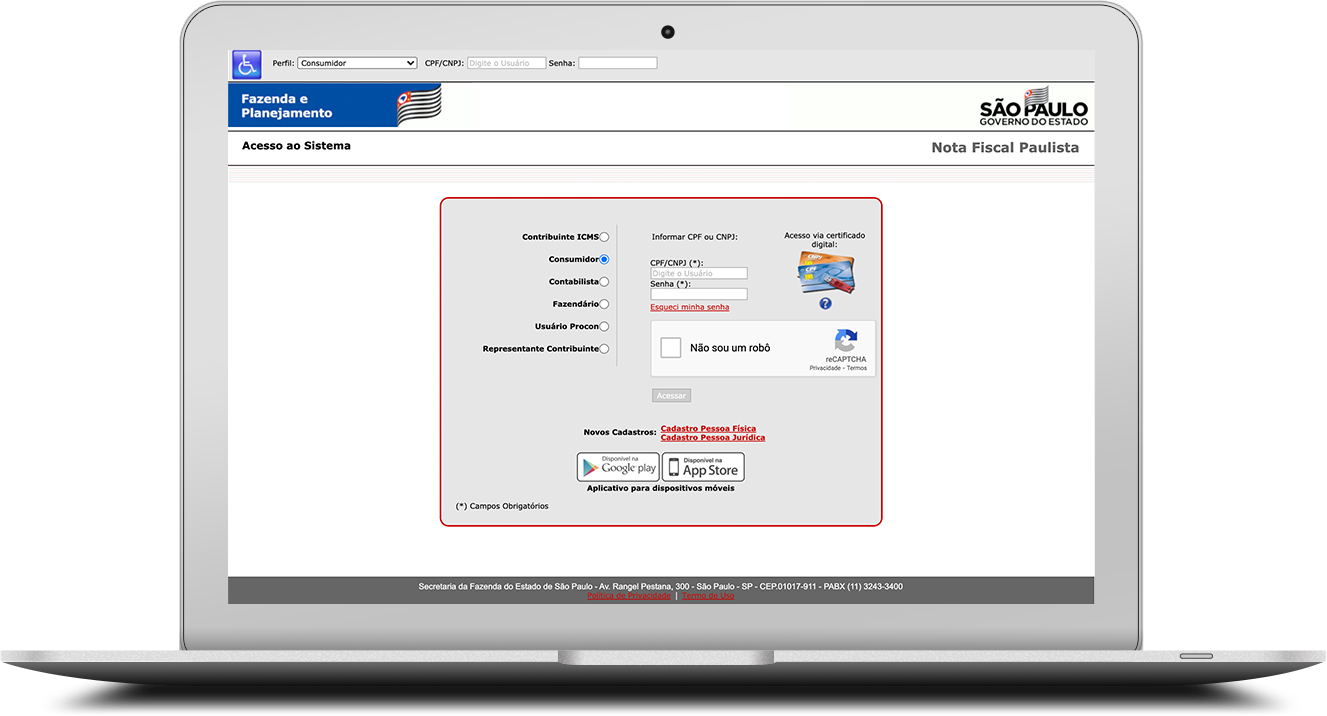 Perfil: Consumidor CPF/CNPJ: Digite o Usuário Senha:
Fazenda e
Planejamento
SÃO PAULO
GOVERNO DO ESTADO
Acesso ao Sistema
Nota Fiscal Paulista
Contribuinte ICMS
Consumidor
Contabilista
Fazendário
Usuário Procon
Representante Contribuinte
Informar CPF ou CNPJ:
CPF/CNPJ (*):
Digite o Usuário
Senha (*):
Esqueci minha senha
Acesso via certificado
digital:
CNPJ
CPF
?
Não sou um robô
reCAPTCHA
Privacidade - Termos
Acessar
Novos Cadastros: Cadastro Pessoa Física
Cadastro Pessoa Jurídica
Disponível na
Google play
Disponível na
App Store
Aplicativo para dispositivos móveis
(*) Campos Obrigatórios
Secretaria da Fazenda do Estado de São Paulo - Av. Rangel Pestana, 300 - São Paulo - SP - CEP.01017-911 - PABX (11) 3243-3400
Política de Privacidade | Termo de Uso